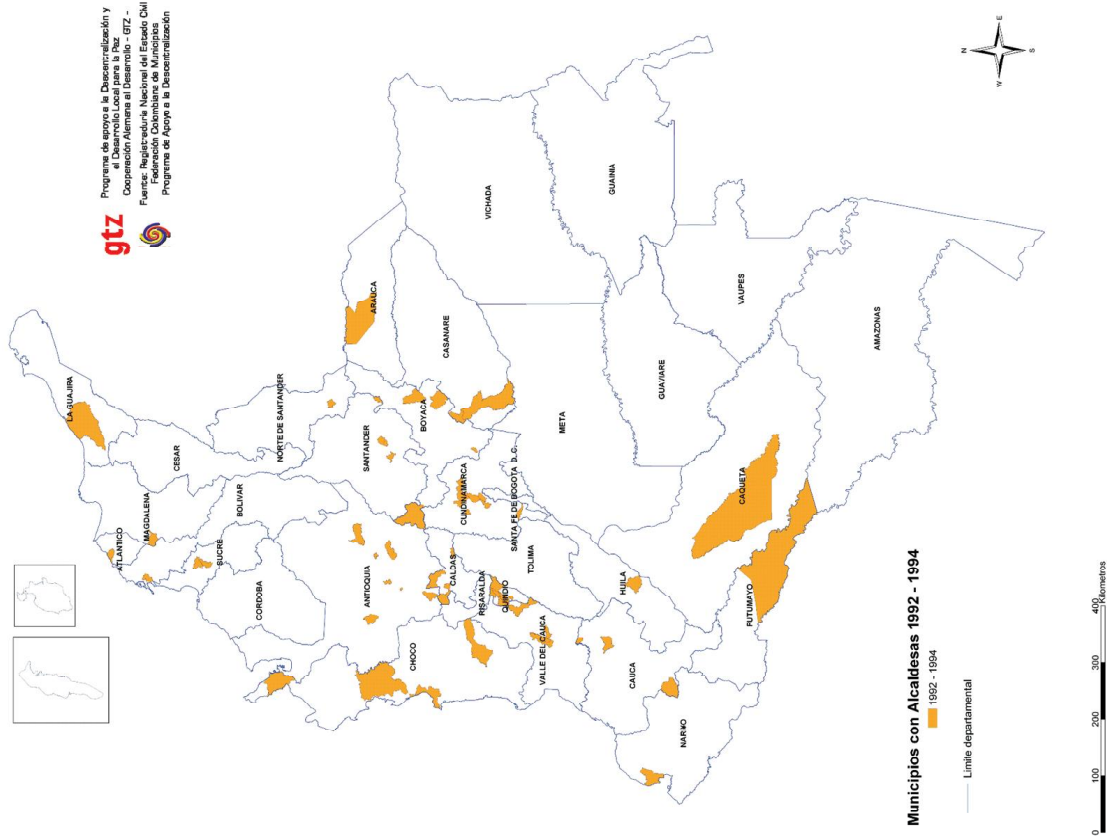 Programa de apoyo a la Descentralización y
el Desarrollo Local para la Paz
Cooperación Alemana al Desarrollo - GTZ -
Fuente: Registraduría Nacional del Estado Civil
Federación Colombiana de Municipios
Programa de Apoyo a la Descentralización
gtz
N
W
E
S
LA GUAJIRA
ATLANTICO
MAGDALENA
CESAR
BOLIVAR
SUCRE
CORDOBA
NORTE DE SANTANDER
SANTANDER
ANTIOQUIA
ARAUCA
CASANARE
BOYACA
VICHADA
CHOCO
CALDAS
RISARALDA
QUINDIO
CUNDINAMARCA
SANTA FE DE BOGOTA D.C.
TOLIMA
VALLE DEL CAUCA
META
GUAINIA
HUILA
CAUCA
GUAVIARE
VAUPES
NARI¥O
PUTUMAYO
CAQUETA
AMAZONAS
Municipios con Alcaldesas 1992 - 1994
1992 - 1994
Limite departamental
0 100 200 300 400
Kilometros